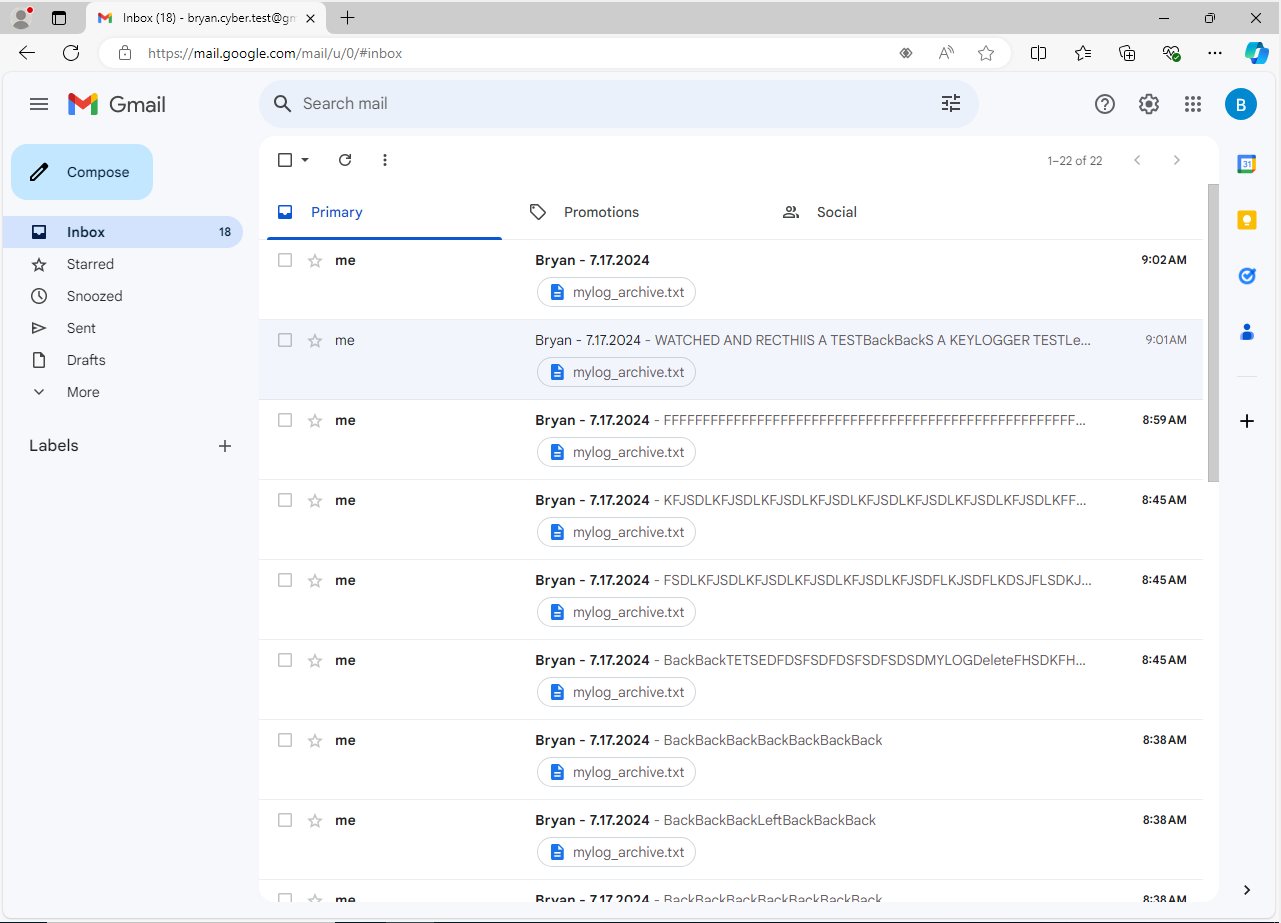 Inbox (18) - bryan.cyber.test@gm
https://mail.google.com/mail/u/0/#inbox
Gmail
Search mail
B
Compose
1–22 of 22
31
Primary
Promotions
Social
Inbox 18
Starred
Snoozed
Sent
Drafts
More
Labels
me Bryan - 7.17.2024 9:02 AM
mylog_archive.txt
me Bryan - 7.17.2024 - WATCHED AND RECTHIIS A TESTBackBackS A KEYLOGGER TESTLe... 9:01 AM
mylog_archive.txt
me Bryan - 7.17.2024 - FFFFFFFFFFFFFFFFFFFFFFFFFFFFFFFFFFFFFFFFFFFFFFFFFFFFF... 8:59 AM
mylog_archive.txt
me Bryan - 7.17.2024 - KFJSDLKFJSDLKFJSDLKFJSDLKFJSDLKFJSDLKFJSDLKFJSDLKFF... 8:45 AM
mylog_archive.txt
me Bryan - 7.17.2024 - FSDLKFJSDLKFJSDLKFJSDLKFJSDLKFJSDFLKJSDFLKDSJFLSDKJ... 8:45 AM
mylog_archive.txt
me Bryan - 7.17.2024 - BackBackTETSEDFDSFSDFDSFSDFSDSDMYLOGDeleteFHSDKFH... 8:45 AM
mylog_archive.txt
me Bryan - 7.17.2024 - BackBackBackBackBackBackBack 8:38 AM
mylog_archive.txt
me Bryan - 7.17.2024 - BackBackBackLeftBackBackBack 8:38 AM
mylog_archive.txt
me Bryan - 7.17.2024 - BackBackBackBackBackBackBack 8:38 AM